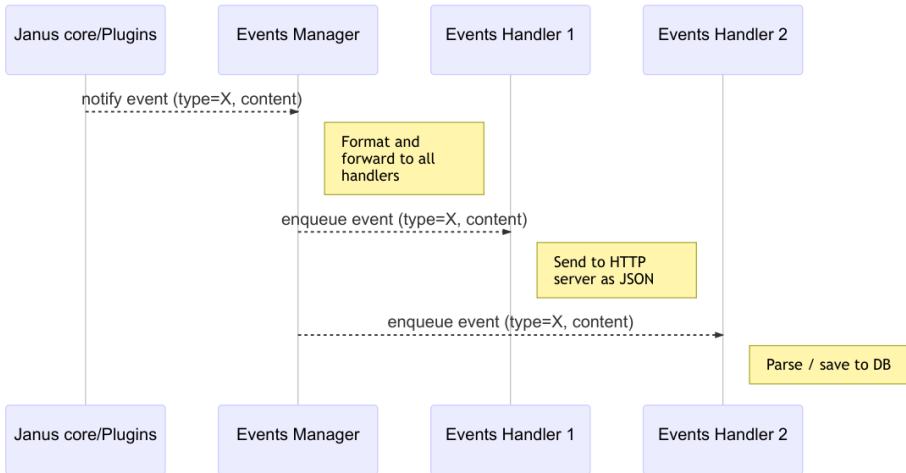 Janus core/Plugins
Events Manager
Events Handler 1
Events Handler 2
notify event (type=X, content)
Format and
forward to all
handlers
enqueue event (type=X, content)
Send to HTTP
server as JSON
enqueue event (type=X, content)
Parse / save to DB
Janus core/Plugins
Events Manager
Events Handler 1
Events Handler 2